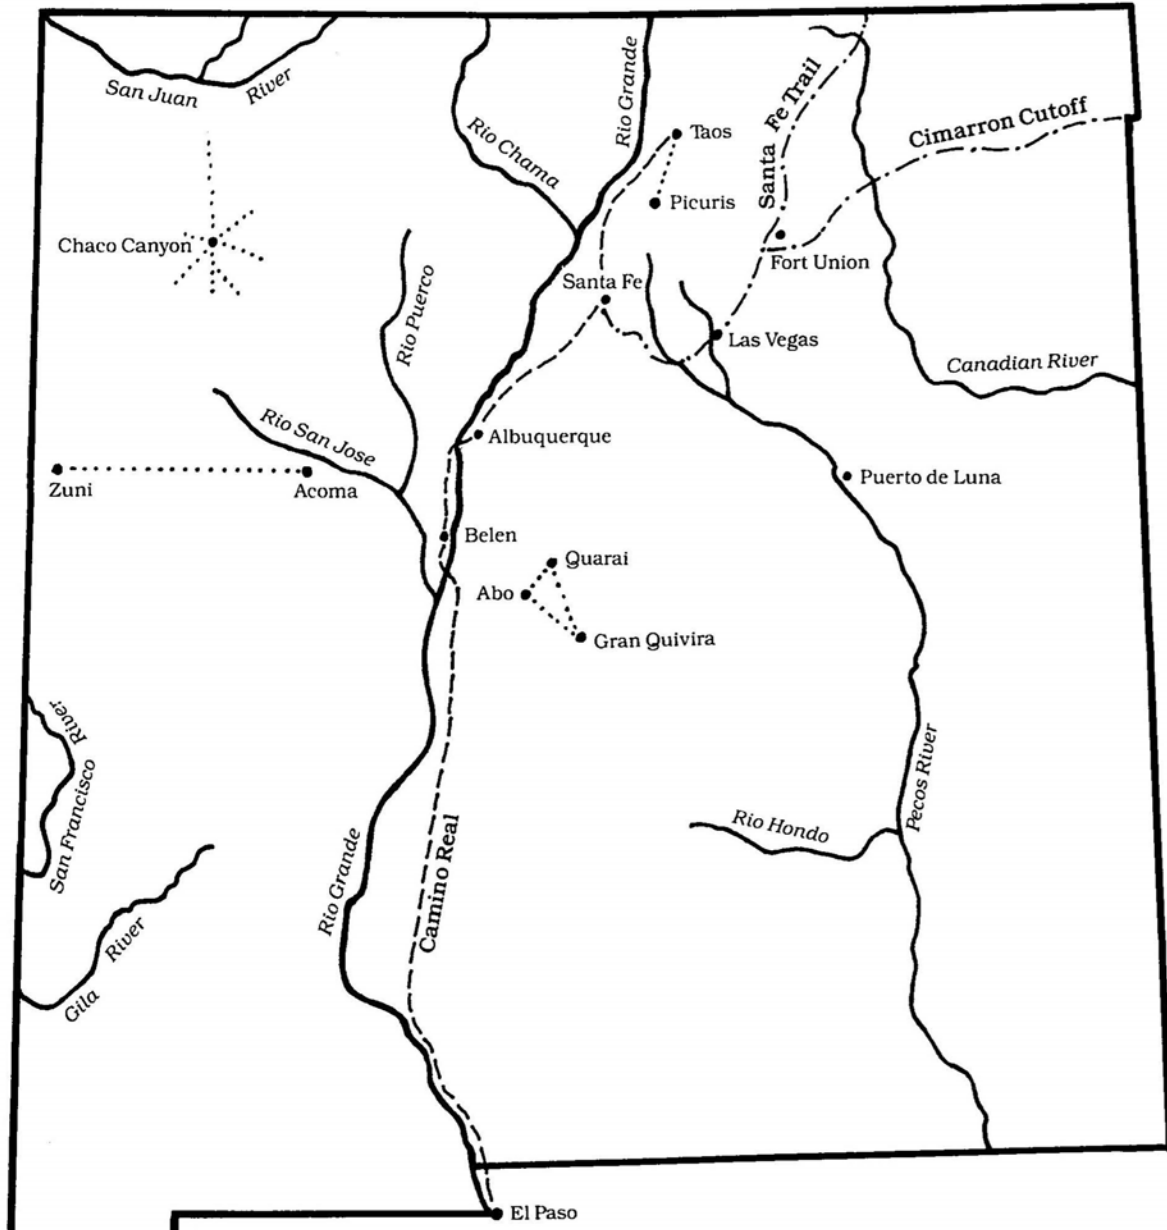 San Juan River
Rio Chama
Rio Grande
Taos
Santa Fe Trail
Cimarron Cutoff
Picuris
Chaco Canyon
Fort Union
Santa Fe
Rio Puerco
Las Vegas
Canadian River
Rio San Jose
Albuquerque
Zuni
Acoma
Puerto de Luna
Belen
Quarai
Abo
Gran Quivira
San Francisco River
Pecos River
Rio Hondo
Rio Grande
Camino Real
Gila River
El Paso